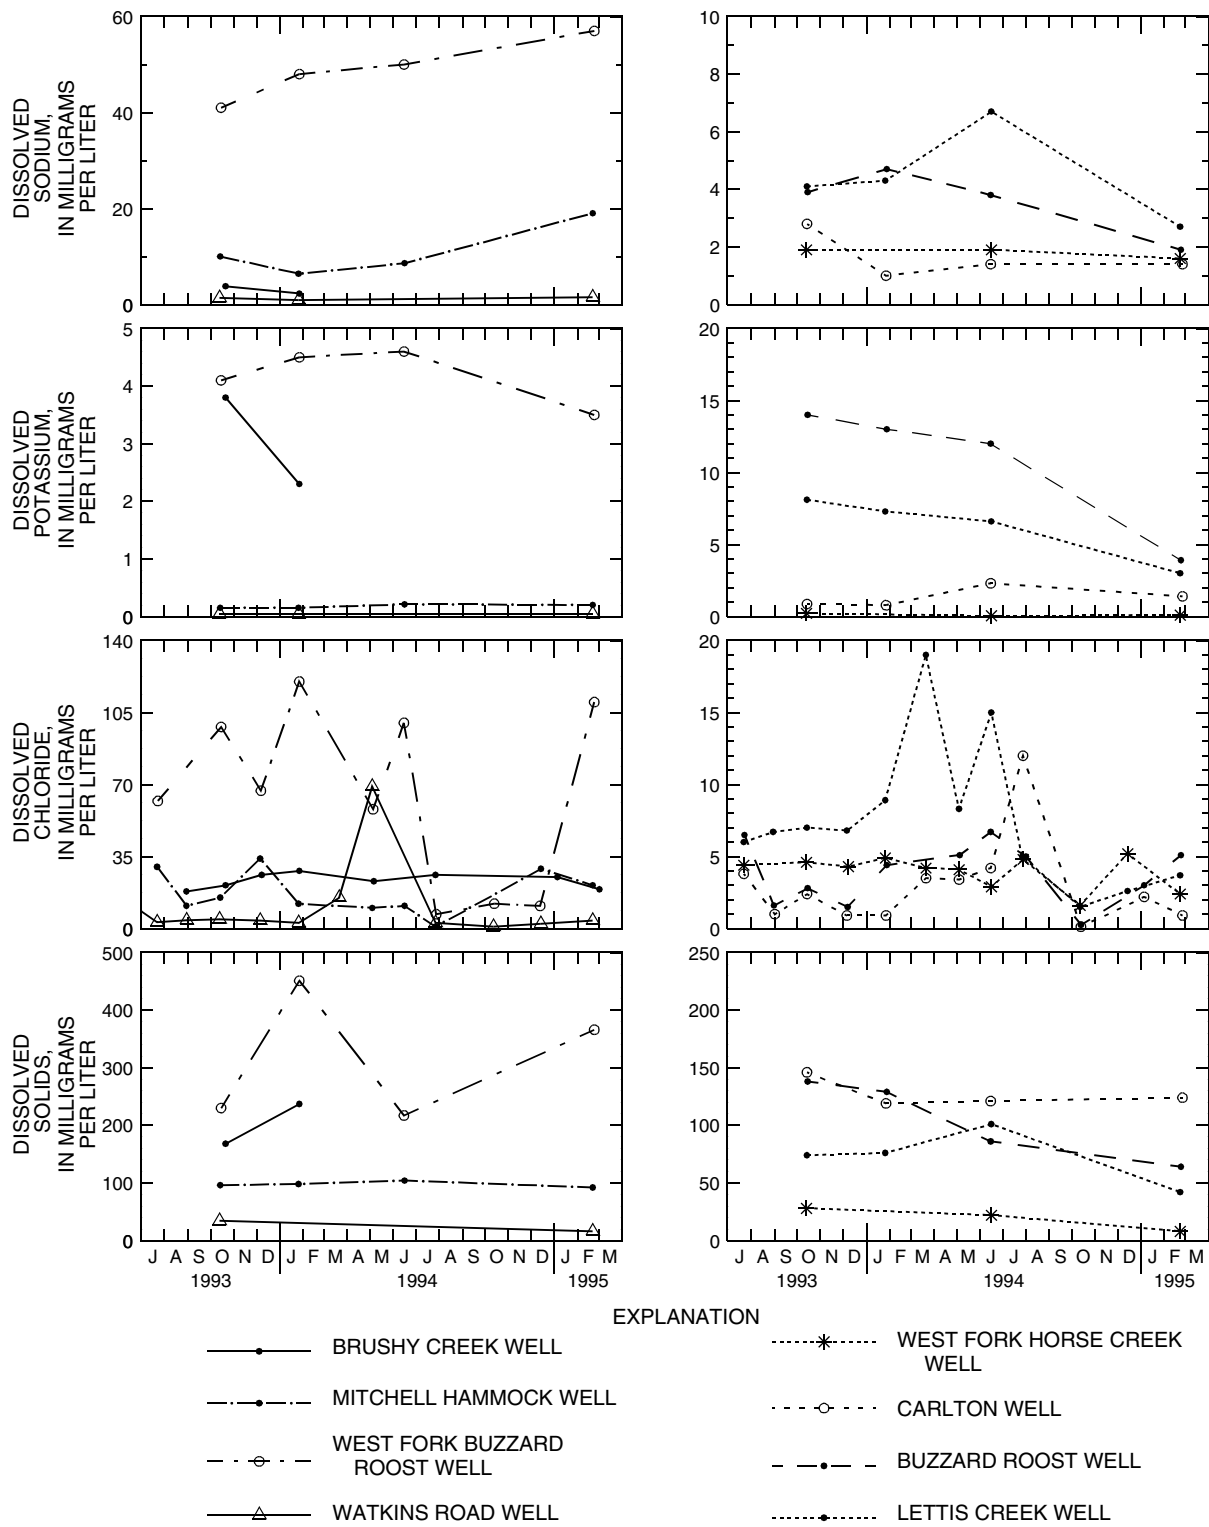 DISSOLVED
SODIUM,
IN MILLIGRAMS
PER LITER
60
40
20
0
10
8
6
4
2
0
DISSOLVED
POTASSIUM,
IN MILLIGRAMS
PER LITER
5
4
3
2
1
0
20
15
10
5
0
DISSOLVED
CHLORIDE,
IN MILLIGRAMS
PER LITER
140
105
70
35
0
20
15
10
5
0
DISSOLVED
SOLIDS,
IN MILLIGRAMS
PER LITER
500
400
300
200
100
0
250
200
150
100
50
0
J A S O N D J F M A M J J A S O N D J F M
1993 1994 1995
J A S O N D J F M A M J J A S O N D J F M
1993 1994 1995
EXPLANATION
BRUSHY CREEK WELL
MITCHELL HAMMOCK WELL
WEST FORK BUZZARD
ROOST WELL
WATKINS ROAD WELL
WEST FORK HORSE CREEK
WELL
CARLTON WELL
BUZZARD ROOST WELL
LETTIS CREEK WELL